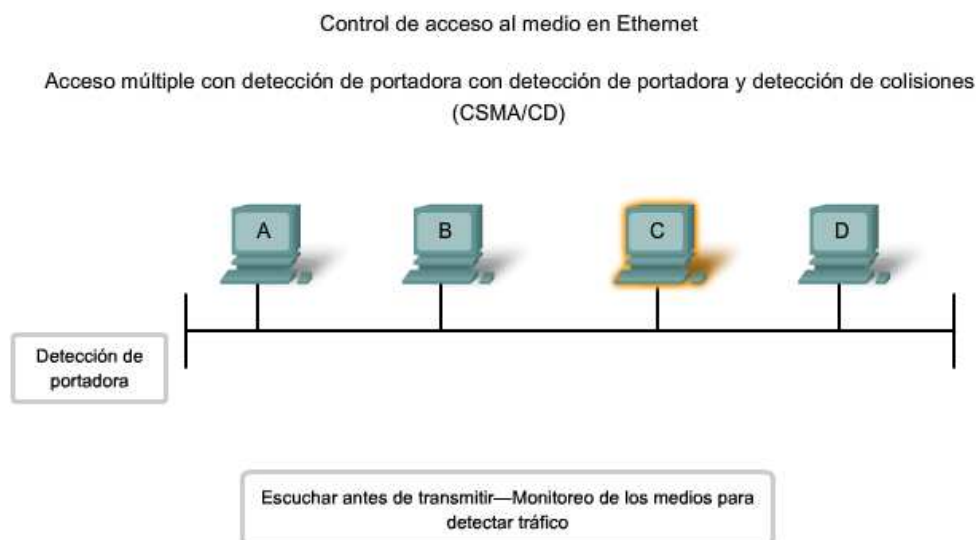 Control de acceso al medio en Ethernet
Acceso múltiple con detección de portadora con detección de portadora y detección de colisiones
(CSMA/CD)
A
B
C
D
Detección de
portadora
Escuchar antes de transmitir—Monitoreo de los medios para
detectar tráfico